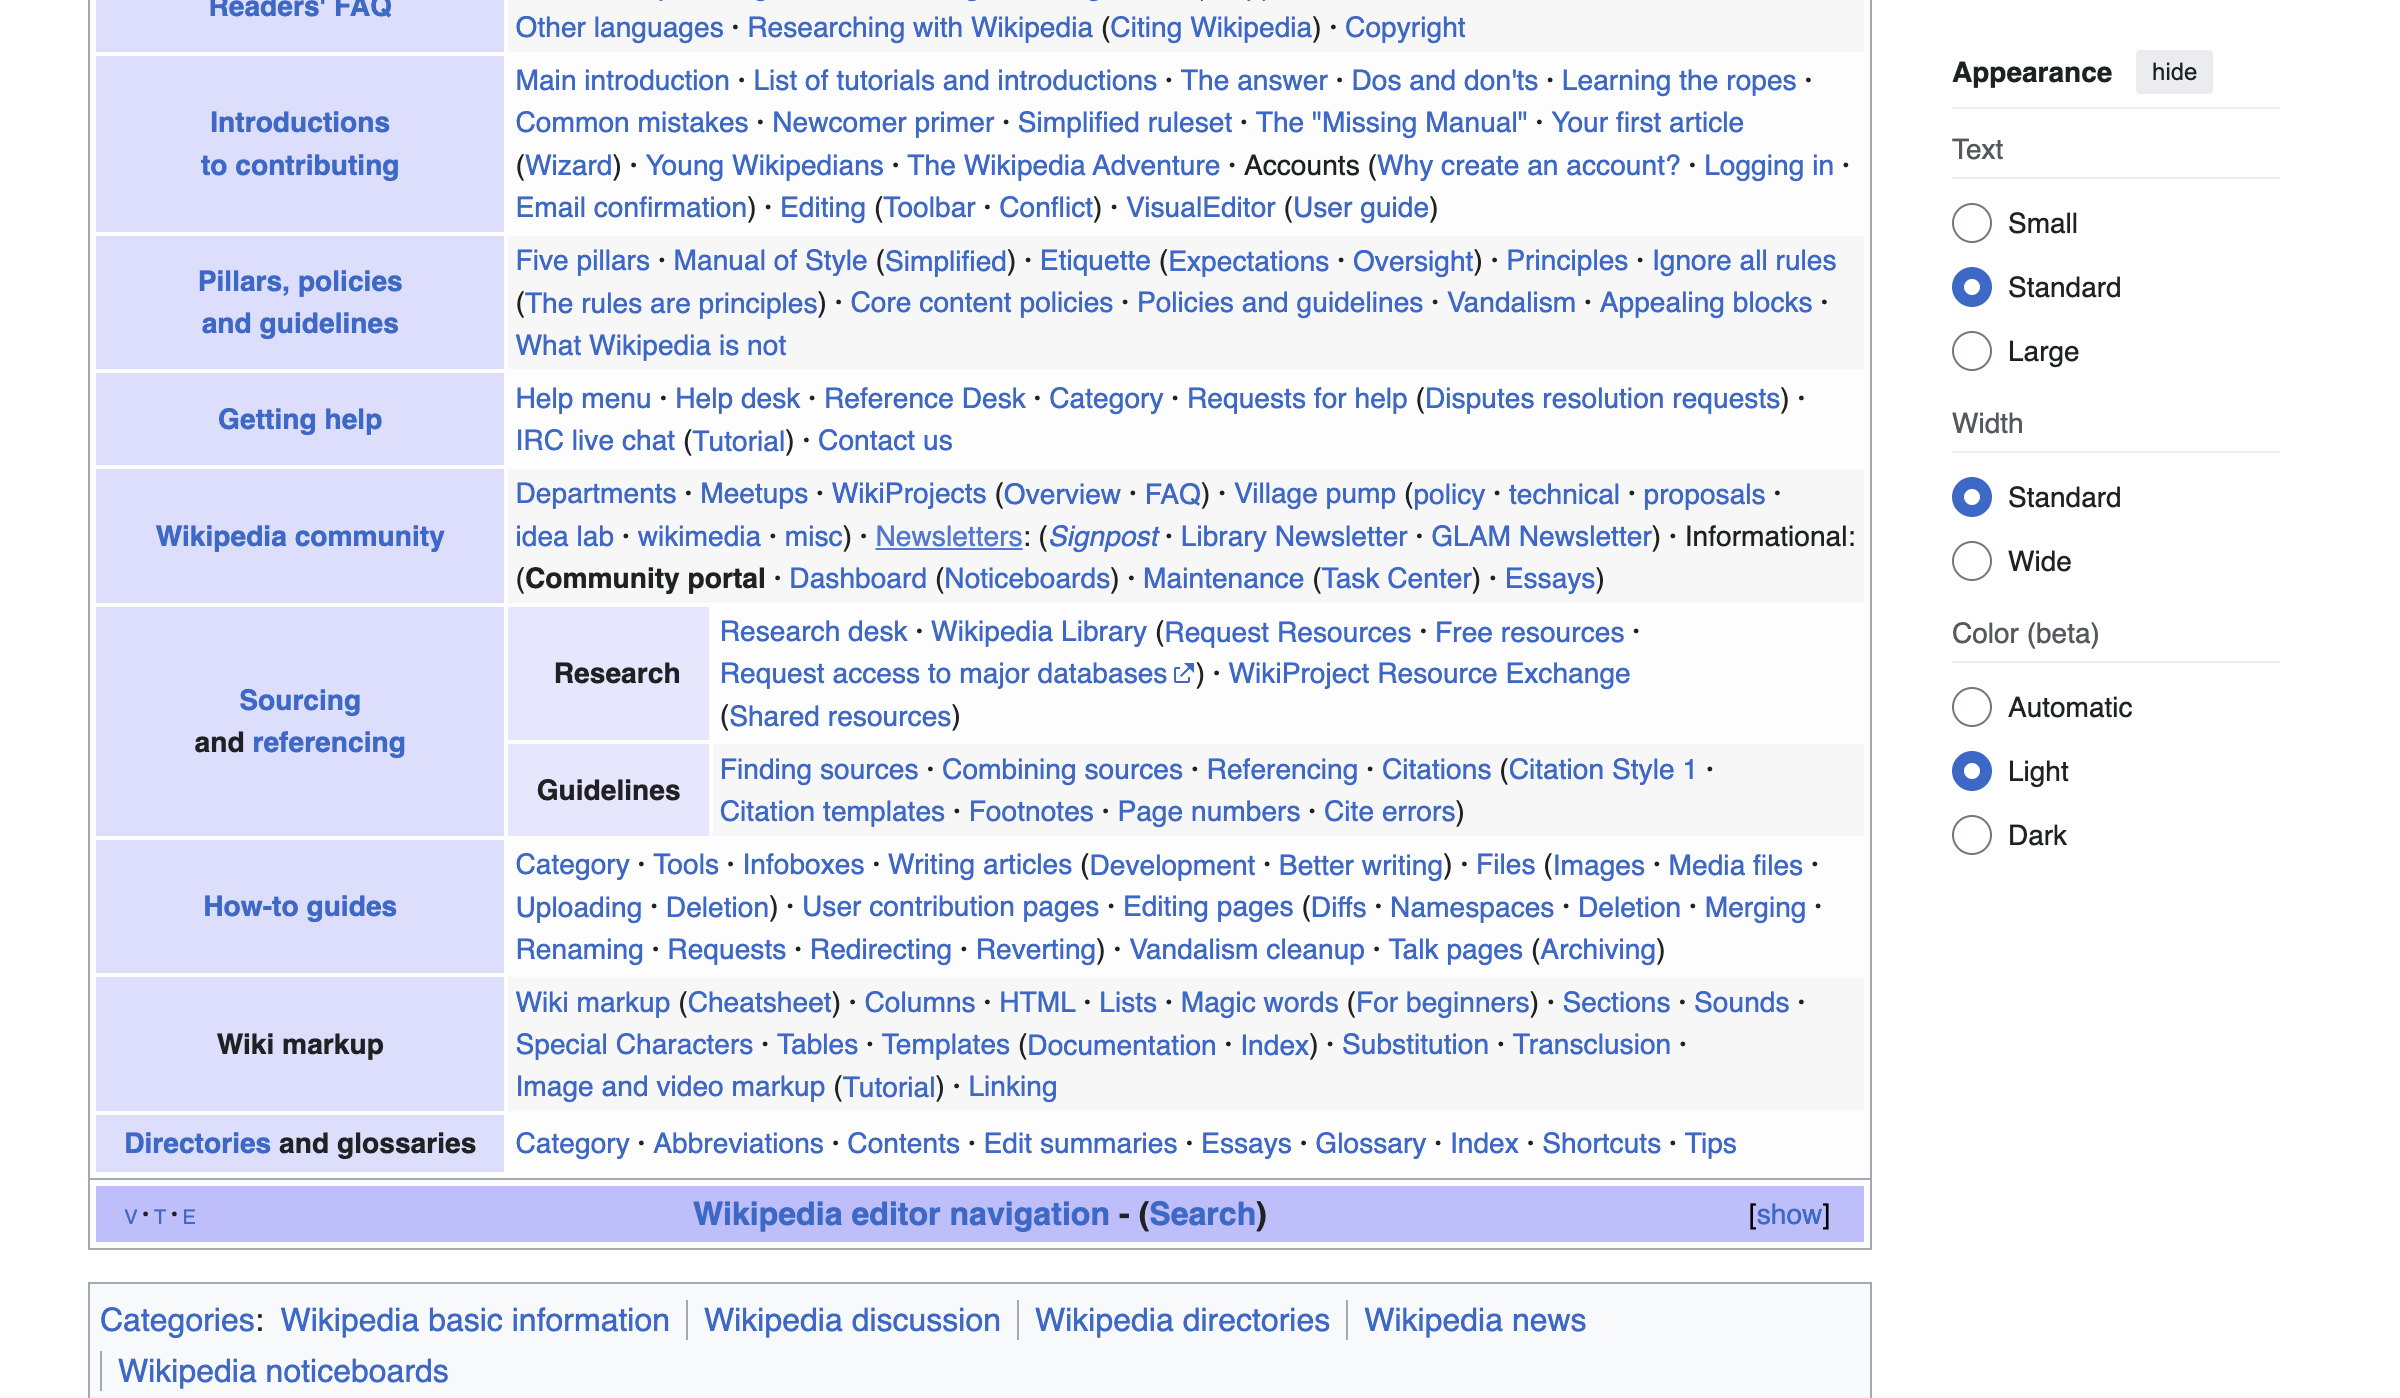 Readers' FAQ
Other languages · Researching with Wikipedia (Citing Wikipedia) · Copyright
Introductions
to contributing
Main introduction · List of tutorials and introductions · The answer · Dos and don'ts · Learning the ropes ·
Common mistakes · Newcomer primer · Simplified ruleset · The "Missing Manual" · Your first article
(Wizard) · Young Wikipedians · The Wikipedia Adventure · Accounts (Why create an account? · Logging in ·
Email confirmation) · Editing (Toolbar · Conflict) · VisualEditor (User guide)
Pillars, policies
and guidelines
Five pillars · Manual of Style (Simplified) · Etiquette (Expectations · Oversight) · Principles · Ignore all rules
(The rules are principles) · Core content policies · Policies and guidelines · Vandalism · Appealing blocks ·
What Wikipedia is not
Getting help
Help menu · Help desk · Reference Desk · Category · Requests for help (Disputes resolution requests) ·
IRC live chat (Tutorial) · Contact us
Wikipedia community
Departments · Meetups · WikiProjects (Overview · FAQ) · Village pump (policy · technical · proposals ·
idea lab · wikimedia · misc) · Newsletters: (Signpost · Library Newsletter · GLAM Newsletter) · Informational:
(Community portal · Dashboard (Noticeboards) · Maintenance (Task Center) · Essays)
Sourcing
and referencing
Research
Research desk · Wikipedia Library (Request Resources · Free resources ·
Request access to major databases) · WikiProject Resource Exchange
(Shared resources)
Guidelines
Finding sources · Combining sources · Referencing · Citations (Citation Style 1 ·
Citation templates · Footnotes · Page numbers · Cite errors)
How-to guides
Category · Tools · Infoboxes · Writing articles (Development · Better writing) · Files (Images · Media files ·
Uploading · Deletion) · User contribution pages · Editing pages (Diffs · Namespaces · Deletion · Merging ·
Renaming · Requests · Redirecting · Reverting) · Vandalism cleanup · Talk pages (Archiving)
Wiki markup
Wiki markup (Cheatsheet) · Columns · HTML · Lists · Magic words (For beginners) · Sections · Sounds ·
Special Characters · Tables · Templates (Documentation · Index) · Substitution · Transclusion ·
Image and video markup (Tutorial) · Linking
Directories and glossaries
Category · Abbreviations · Contents · Edit summaries · Essays · Glossary · Index · Shortcuts · Tips
V · T · E
Wikipedia editor navigation - (Search)
[show]
Categories: Wikipedia basic information | Wikipedia discussion | Wikipedia directories | Wikipedia news
| Wikipedia noticeboards
Appearance hide
Text
Small
Standard
Large
Width
Standard
Wide
Color (beta)
Automatic
Light
Dark